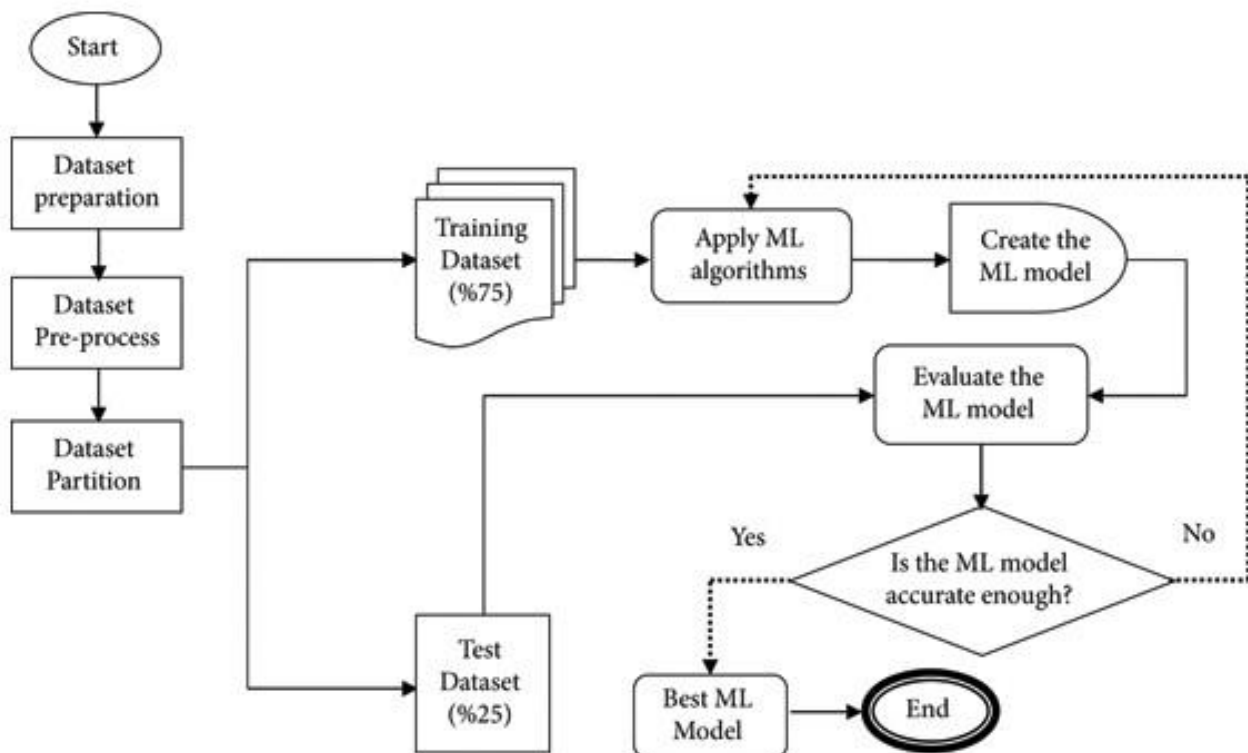 Start
Dataset
preparation
Dataset
Pre-process
Dataset
Partition
Training
Dataset
(%75)
Apply ML
algorithms
Create the
ML model
Evaluate the
ML model
Yes
No
Is the ML model
accurate enough?
Test
Dataset
(%25)
Best ML
Model
End